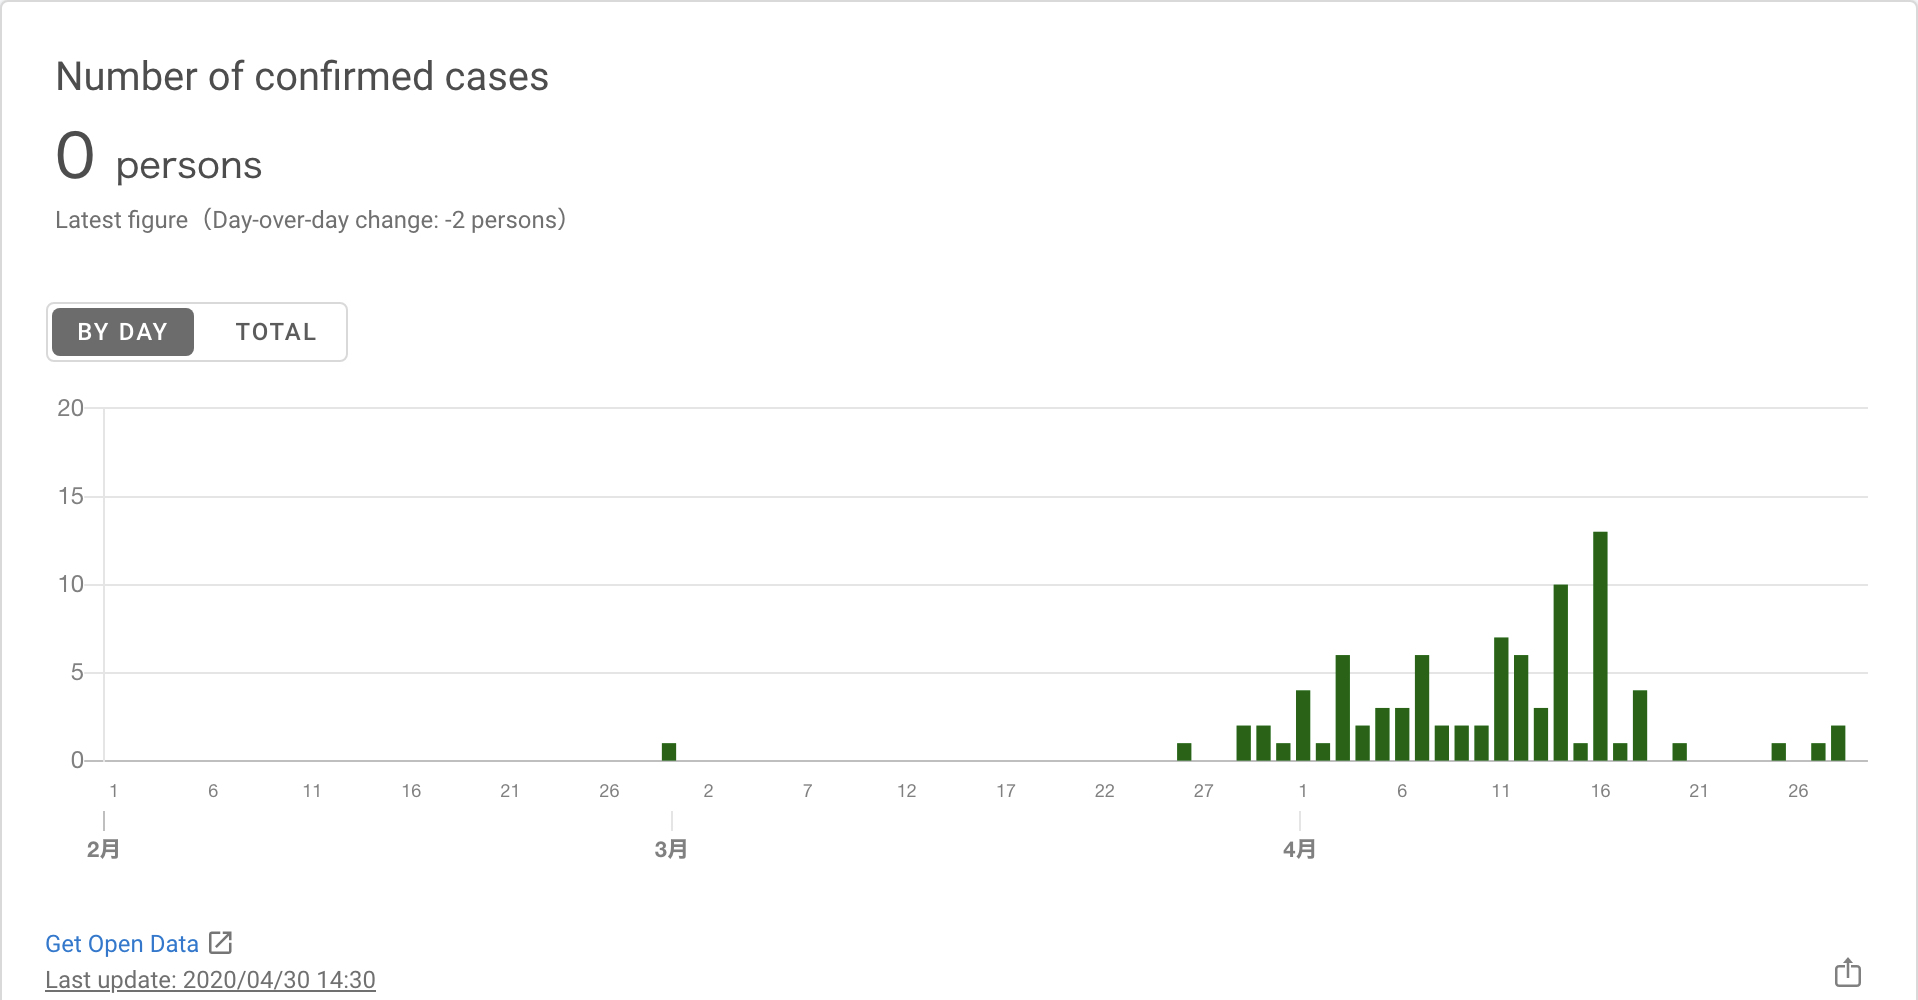 Number of confirmed cases
0 persons
Latest figure（Day-over-day change: -2 persons）
BY DAY TOTAL
20
15
10
5
0
1 6 11 16 21 26 2 7 12 17 22 27 1 6 11 16 21 26
2月 3月 4月
Get Open Data
Last update: 2020/04/30 14:30